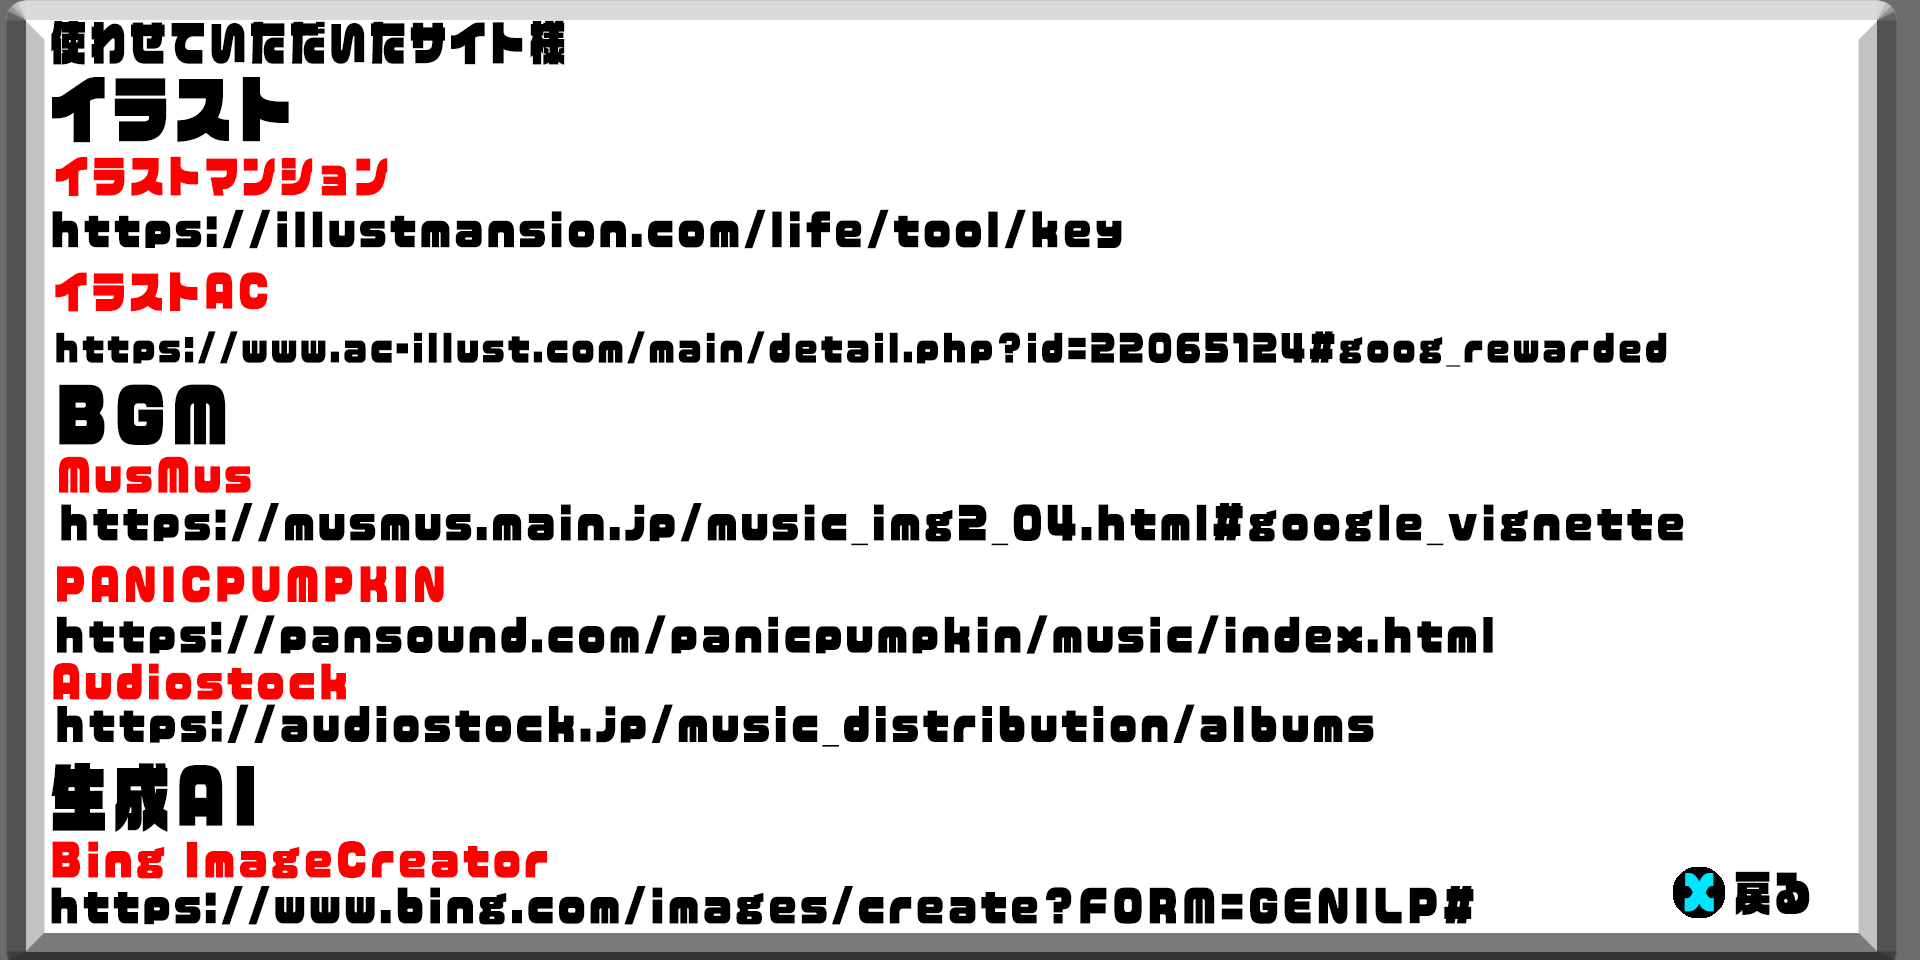 使わせていただいたサイト様
イラスト
イラストマンション
https://illustmansion.com/life/tool/key
イラストAC
https://www.ac-illust.com/main/detail.php?id=22065124#goog_rewarded
BGM
MusMus
https://musmus.main.jp/music_img2_04.html#google_vignette
PANICPUMPKIN
https://pansound.com/panicpumpkin/music/index.html
Audiostock
https://audiostock.jp/music_distribution/albums
生成AI
Bing ImageCreator
https://www.bing.com/images/create?FORM=GENILP#
X 戻る